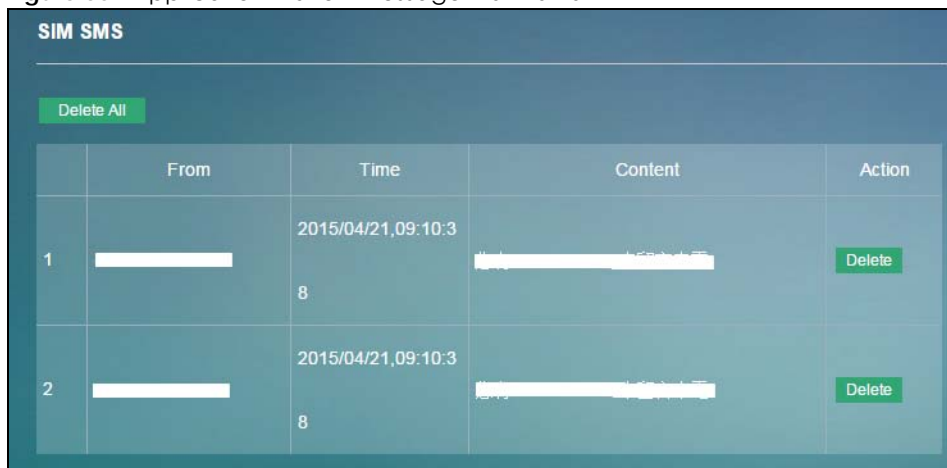 SIM SMS
Delete All
From Time Content Action
1 2015/04/21,09:10:3
8 Delete
2 2015/04/21,09:10:3
8 Delete